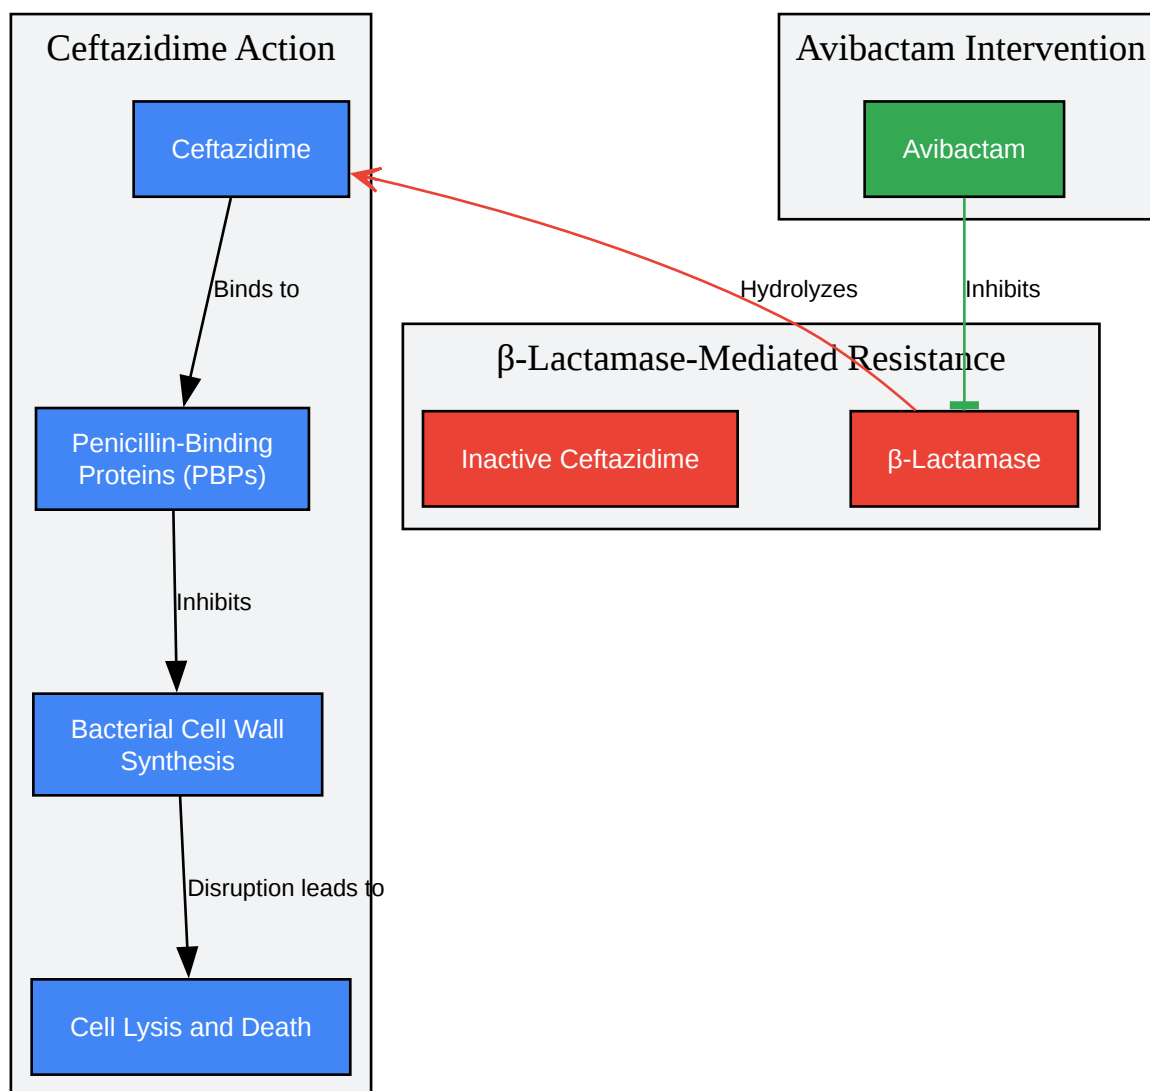 Ceftazidime Action
Avibactam Intervention
Ceftazidime
Avibactam
Binds to
Hydrolyzes
Inhibits
β-Lactamase-Mediated Resistance
Penicillin-Binding
Proteins (PBPs)
Inactive Ceftazidime
β-Lactamase
Inhibits
Bacterial Cell Wall
Synthesis
Disruption leads to
Cell Lysis and Death